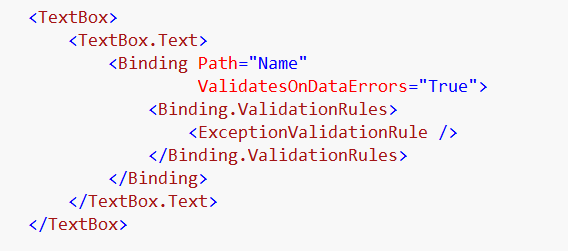 <TextBox>
    <TextBox.Text>
        <Binding Path="Name"
                 ValidatesOnDataErrors="True">
            <Binding.ValidationRules>
                <ExceptionValidationRule />
            </Binding.ValidationRules>
        </Binding>
    </TextBox.Text>
</TextBox>